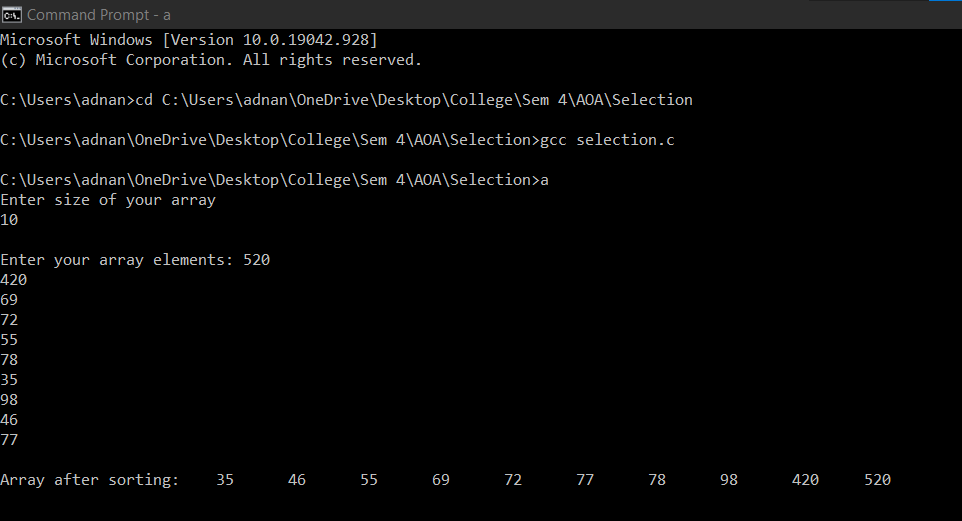 Command Prompt - a
Microsoft Windows [Version 10.0.19042.928]
(c) Microsoft Corporation. All rights reserved.
C:\Users\adnan>cd C:\Users\adnan\OneDrive\Desktop\College\Sem 4\AOA\Selection
C:\Users\adnan\OneDrive\Desktop\College\Sem 4\AOA\Selection>gcc selection.c
C:\Users\adnan\OneDrive\Desktop\College\Sem 4\AOA\Selection>a
Enter size of your array
10
Enter your array elements: 520
420
69
72
55
78
35
98
46
77
Array after sorting:    35      46      55      69      72      77      78      98      420     520